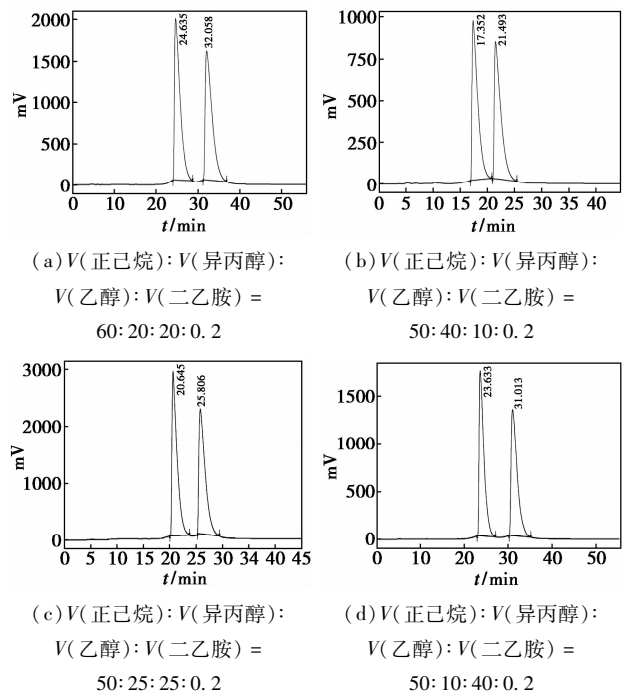 mV
2000
1500
1000
500
0
24.635
32.058
0 10 20 30 40 50
t/min
(a)V(正己烷)∶V(异丙醇)∶
V(乙醇)∶V(二乙胺) =
60∶20∶20∶0.2
mV
1000
750
500
250
0
17.352
21.493
0 5 10 15 20 25 30 35 40
t/min
(b)V(正己烷)∶V(异丙醇)∶
V(乙醇)∶V(二乙胺) =
50∶40∶10∶0.2
mV
3000
2000
1000
0
20.645
25.806
0 5 10 15 20 30 35 40 45
t/min
(c)V(正己烷)∶V(异丙醇)∶
V(乙醇)∶V(二乙胺) =
50∶25∶25∶0.2
mV
1500
1000
500
0
23.633
31.013
0 10 20 30 40 50
t/min
(d)V(正己烷)∶V(异丙醇)∶
V(乙醇)∶V(二乙胺) =
50∶10∶40∶0.2